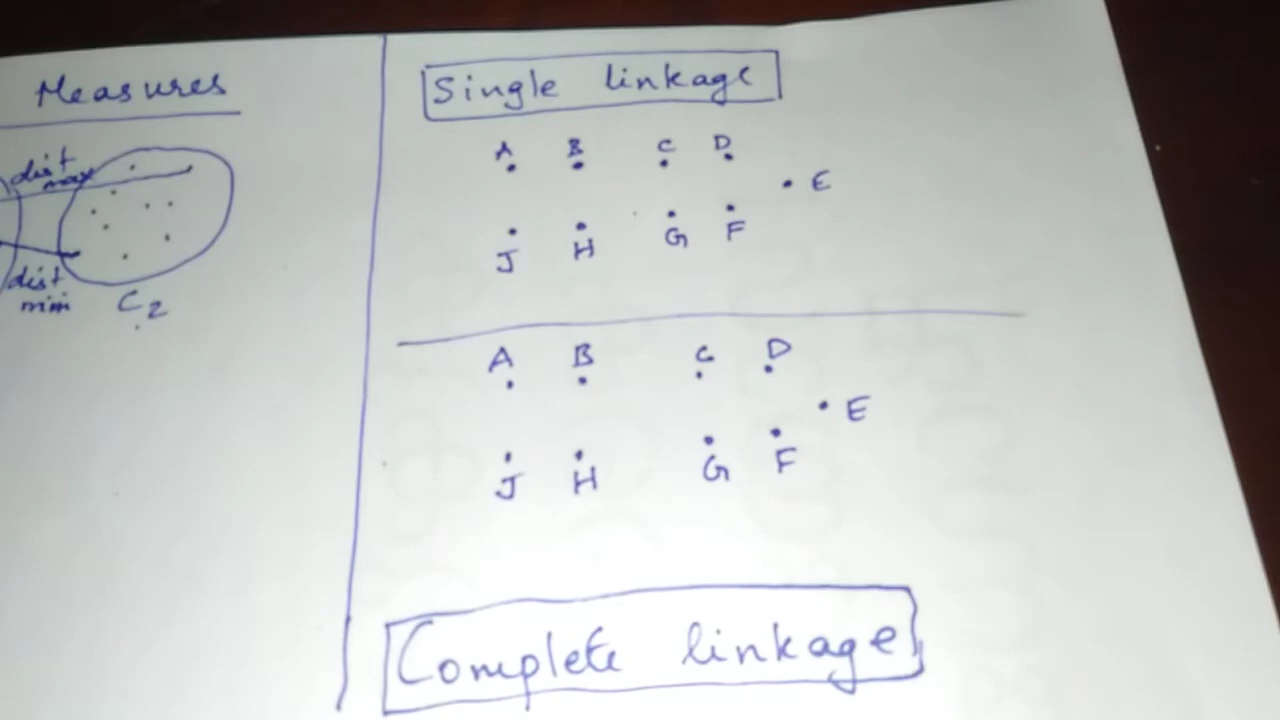 Measures
dist
max
dist
min
C2
Single linkage
A B C D
E
J H G F
A B C D
E
J H G F
Complete linkage